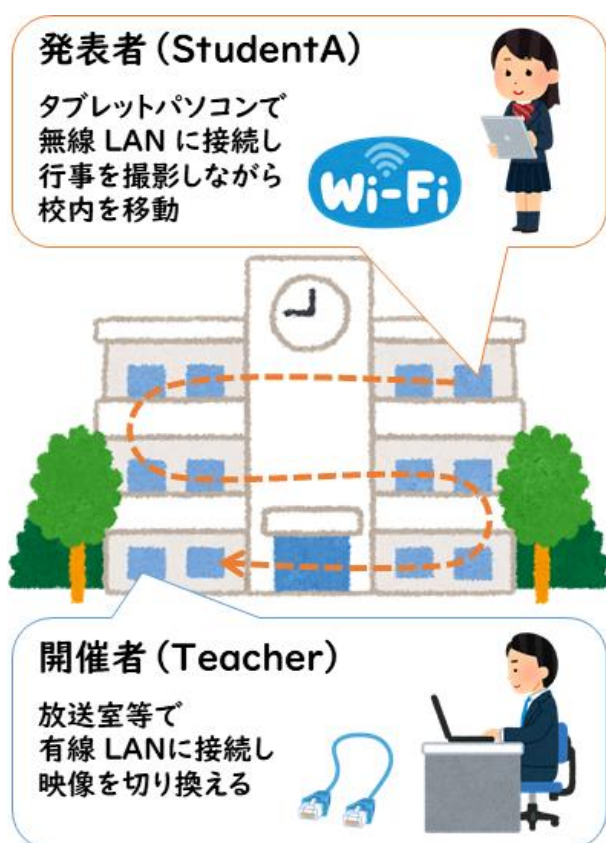 発表者(StudentA)
タブレットパソコンで
無線 LAN に接続し
行事を撮影しながら
校内を移動
Wi-Fi
開催者(Teacher)
放送室等で
有線 LANに接続し
映像を切り換える